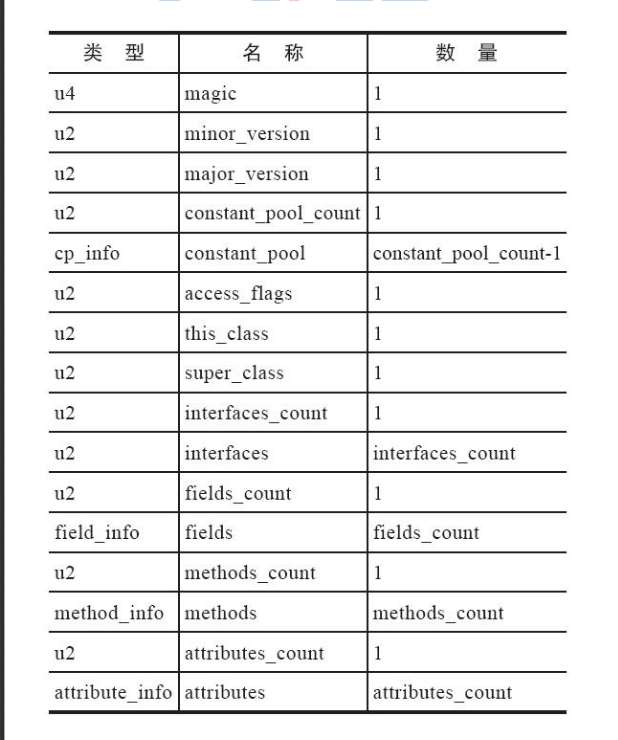 类 型 名 称 数 量
u4 magic 1
u2 minor_version 1
u2 major_version 1
u2 constant_pool_count 1
cp_info constant_pool constant_pool_count-1
u2 access_flags 1
u2 this_class 1
u2 super_class 1
u2 interfaces_count 1
u2 interfaces interfaces_count
u2 fields_count 1
field_info fields fields_count
u2 methods_count 1
method_info methods methods_count
u2 attributes_count 1
attribute_info attributes attributes_count